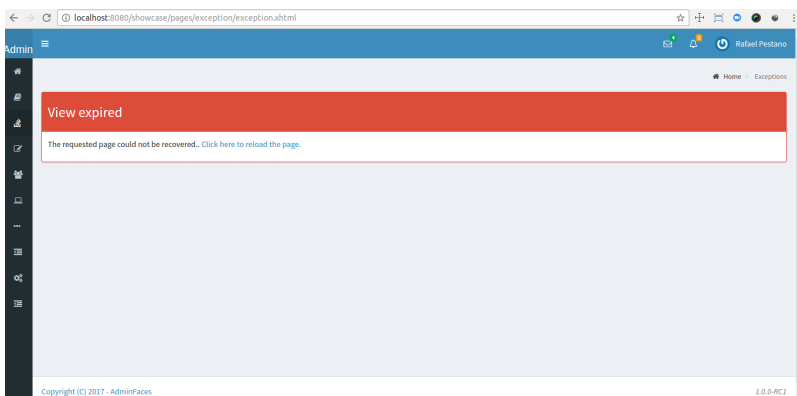 localhost:8080/showcase/pages/exception/exception.xhtml
Admin
Rafael Pestano
Home > Exceptions
View expired
The requested page could not be recovered.. Click here to reload the page.
Copyright (C) 2017 - AdminFaces
1.0.0-RC1